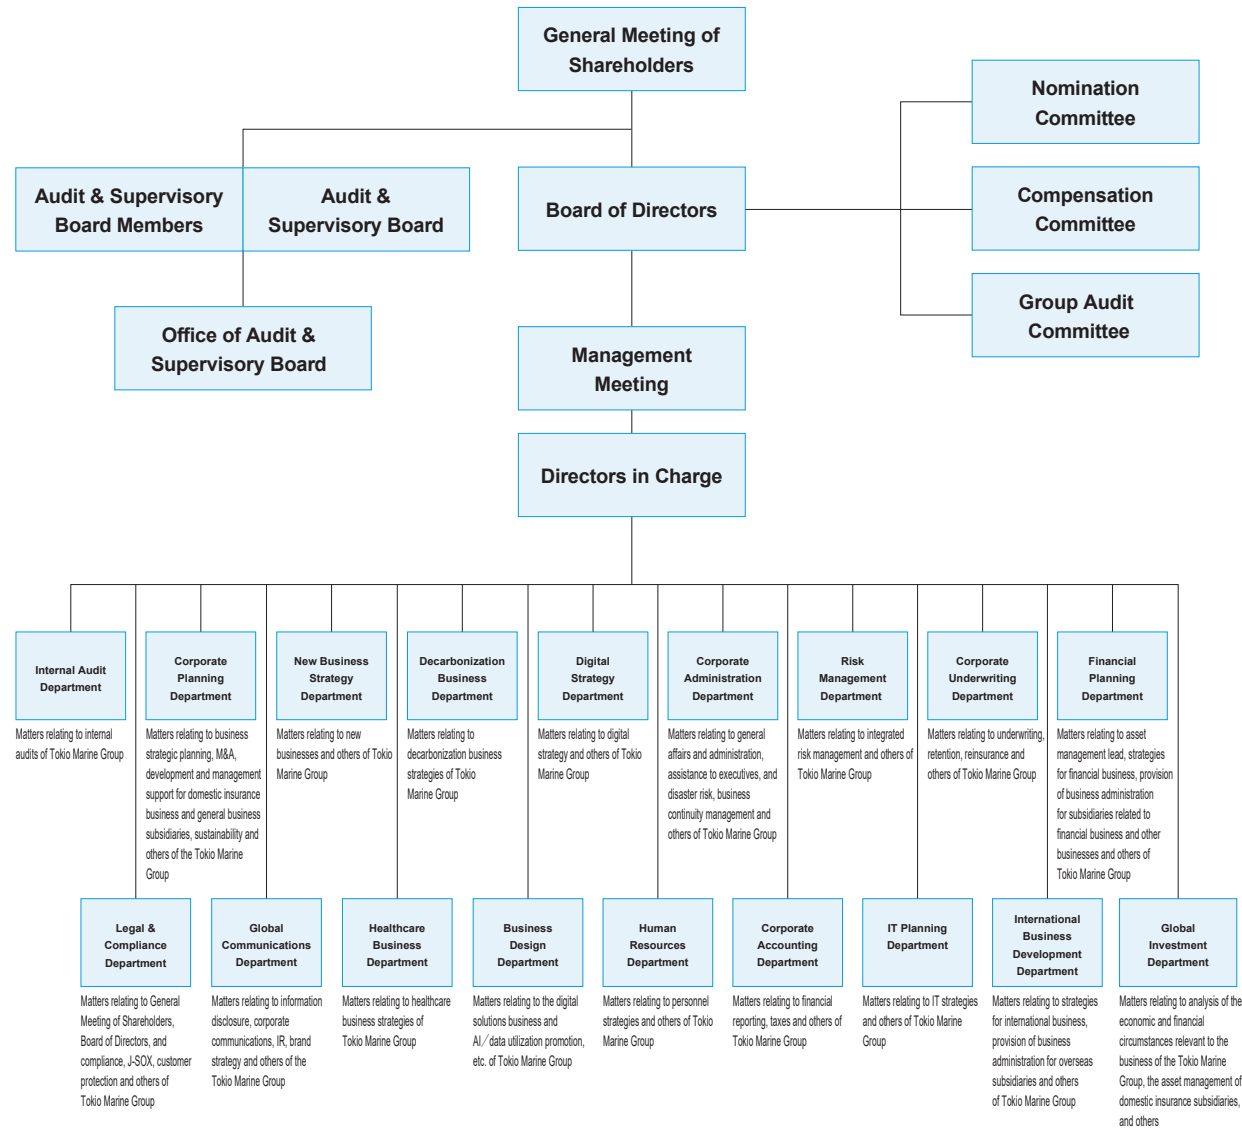 General Meeting of
Shareholders
Nomination
Committee
Audit & Supervisory
Board Members
Audit &
Supervisory Board
Board of Directors
Compensation
Committee
Group Audit
Committee
Office of Audit &
Supervisory Board
Management
Meeting
Directors in Charge
Internal Audit
Department
Matters relating to internal
audits of Tokio Marine Group
Corporate
Planning
Department
Matters relating to business
strategic planning, M&A,
development and management
support for domestic insurance
business and general business
subsidiaries, sustainability and
others of the Tokio Marine
Group
New Business
Strategy
Department
Matters relating to new
businesses and others of Tokio
Marine Group
Decarbonization
Business
Department
Matters relating to
decarbonization business
strategies of Tokio
Marine Group
Digital
Strategy
Department
Matters relating to digital
strategy and others of Tokio
Marine Group
Corporate
Administration
Department
Matters relating to general
affairs and administration,
assistance to executives, and
disaster risk, business
continuity management and
others of Tokio Marine Group
Risk
Management
Department
Matters relating to integrated
risk management and others of
Tokio Marine Group
Corporate
Underwriting
Department
Matters relating to underwriting,
retention, reinsurance and
others of Tokio Marine Group
Financial
Planning
Department
Matters relating to asset
management lead, strategies
for financial business, provision
of business administration
for subsidiaries related to
financial business and other
businesses and others of
Tokio Marine Group
Legal &
Compliance
Department
Matters relating to General
Meeting of Shareholders,
Board of Directors, and
compliance, J-SOX, customer
protection and others of
Tokio Marine Group
Global
Communications
Department
Matters relating to information
disclosure, corporate
communications, IR, brand
strategy and others of the
Tokio Marine Group
Healthcare
Business
Department
Matters relating to healthcare
business strategies of
Tokio Marine Group
Business
Design
Department
Matters relating to the digital
solutions business and
AI／data utilization promotion,
etc. of Tokio Marine Group
Human
Resources
Department
Matters relating to personnel
strategies and others of Tokio
Marine Group
Corporate
Accounting
Department
Matters relating to financial
reporting, taxes and others of
Tokio Marine Group
IT Planning
Department
Matters relating to IT strategies
and others of Tokio Marine
Group
International
Business
Development
Department
Matters relating to strategies
for international business,
provision of business
administration for overseas
subsidiaries and others
of Tokio Marine Group
Global
Investment
Department
Matters relating to analysis of the
economic and financial
circumstances relevant to the
business of the Tokio Marine
Group, the asset management of
domestic insurance subsidiaries,
and others